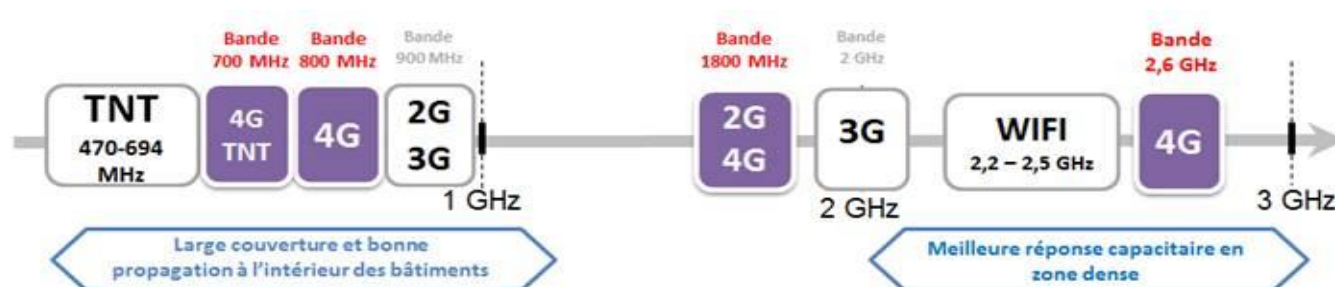 Bande
700 MHz
Bande
800 MHz
Bande
900 MHz
Bande
1800 MHz
Bande
2 GHz
Bande
2,6 GHz
TNT
470-694
MHz
4G
TNT
4G
2G
3G
2G
4G
3G
WIFI
2,2 – 2,5 GHz
4G
1 GHz
2 GHz
3 GHz
Large couverture et bonne
propagation à l'intérieur des bâtiments
Meilleure réponse capacitaire en
zone dense